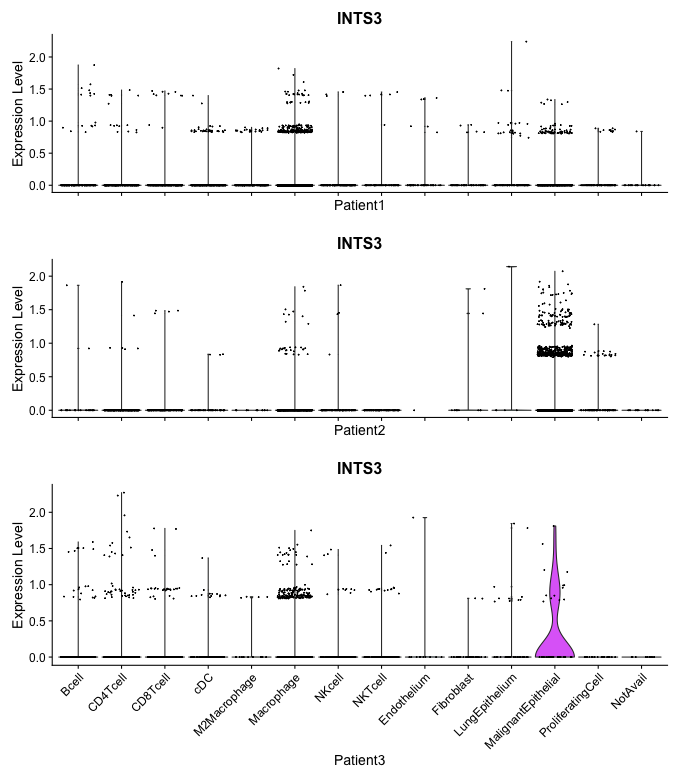 INTS3
Expression Level
2.0
1.5
1.0
0.5
0.0
Patient1
INTS3
Expression Level
2.0
1.5
1.0
0.5
0.0
Patient2
INTS3
Expression Level
2.0
1.5
1.0
0.5
0.0
Bcell
CD4Tcell
CD8Tcell
cDC
M2Macrophage
Macrophage
NKcell
NKTcell
Endothelium
Fibroblast
LungEpithelium
MalignantEpithelial
ProliferatingCell
NotAvail
Patient3